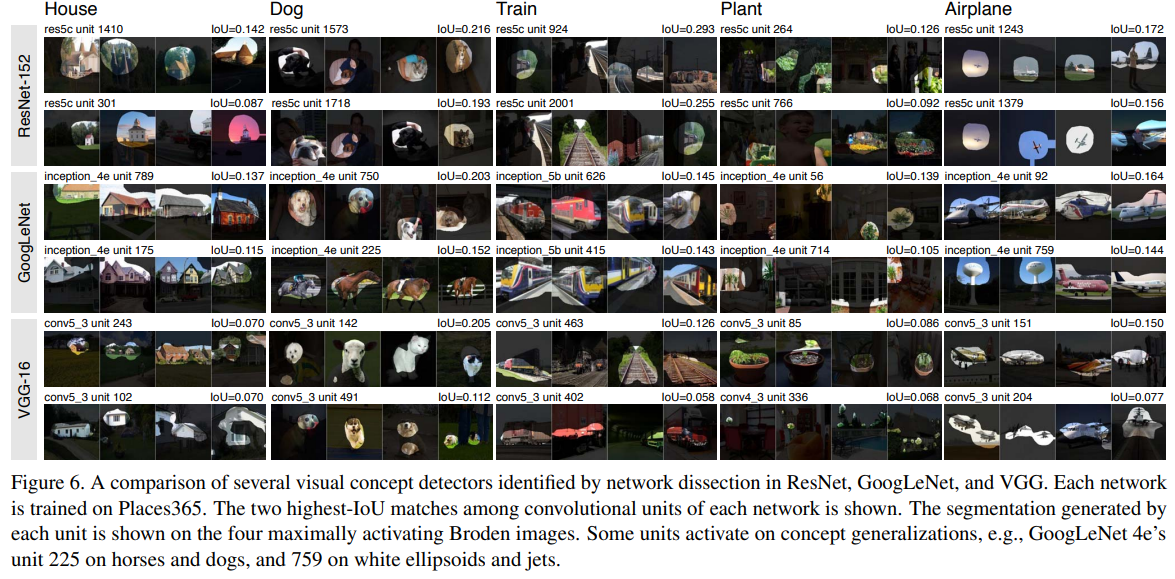 House Dog Train Plant Airplane
ResNet-152
res5c unit 1410 IoU=0.142 res5c unit 1573 IoU=0.216 res5c unit 924 IoU=0.293 res5c unit 264 IoU=0.126 res5c unit 1243 IoU=0.172
res5c unit 301 IoU=0.087 res5c unit 1718 IoU=0.193 res5c unit 2001 IoU=0.255 res5c unit 766 IoU=0.092 res5c unit 1379 IoU=0.156
GoogLeNet
inception_4e unit 789 IoU=0.137 inception_4e unit 750 IoU=0.203 inception_5b unit 626 IoU=0.145 inception_4e unit 56 IoU=0.139 inception_4e unit 92 IoU=0.164
inception_4e unit 175 IoU=0.115 inception_4e unit 225 IoU=0.152 inception_5b unit 415 IoU=0.143 inception_4e unit 714 IoU=0.105 inception_4e unit 759 IoU=0.144
VGG-16
conv5_3 unit 243 IoU=0.070 conv5_3 unit 142 IoU=0.205 conv5_3 unit 463 IoU=0.126 conv5_3 unit 85 IoU=0.086 conv5_3 unit 151 IoU=0.150
conv5_3 unit 102 IoU=0.070 conv5_3 unit 491 IoU=0.112 conv5_3 unit 402 IoU=0.058 conv4_3 unit 336 IoU=0.068 conv5_3 unit 204 IoU=0.077
Figure 6. A comparison of several visual concept detectors identified by network dissection in ResNet, GoogLeNet, and VGG. Each network
is trained on Places365. The two highest-IoU matches among convolutional units of each network is shown. The segmentation generated by
each unit is shown on the four maximally activating Broden images. Some units activate on concept generalizations, e.g., GoogLeNet 4e's
unit 225 on horses and dogs, and 759 on white ellipsoids and jets.